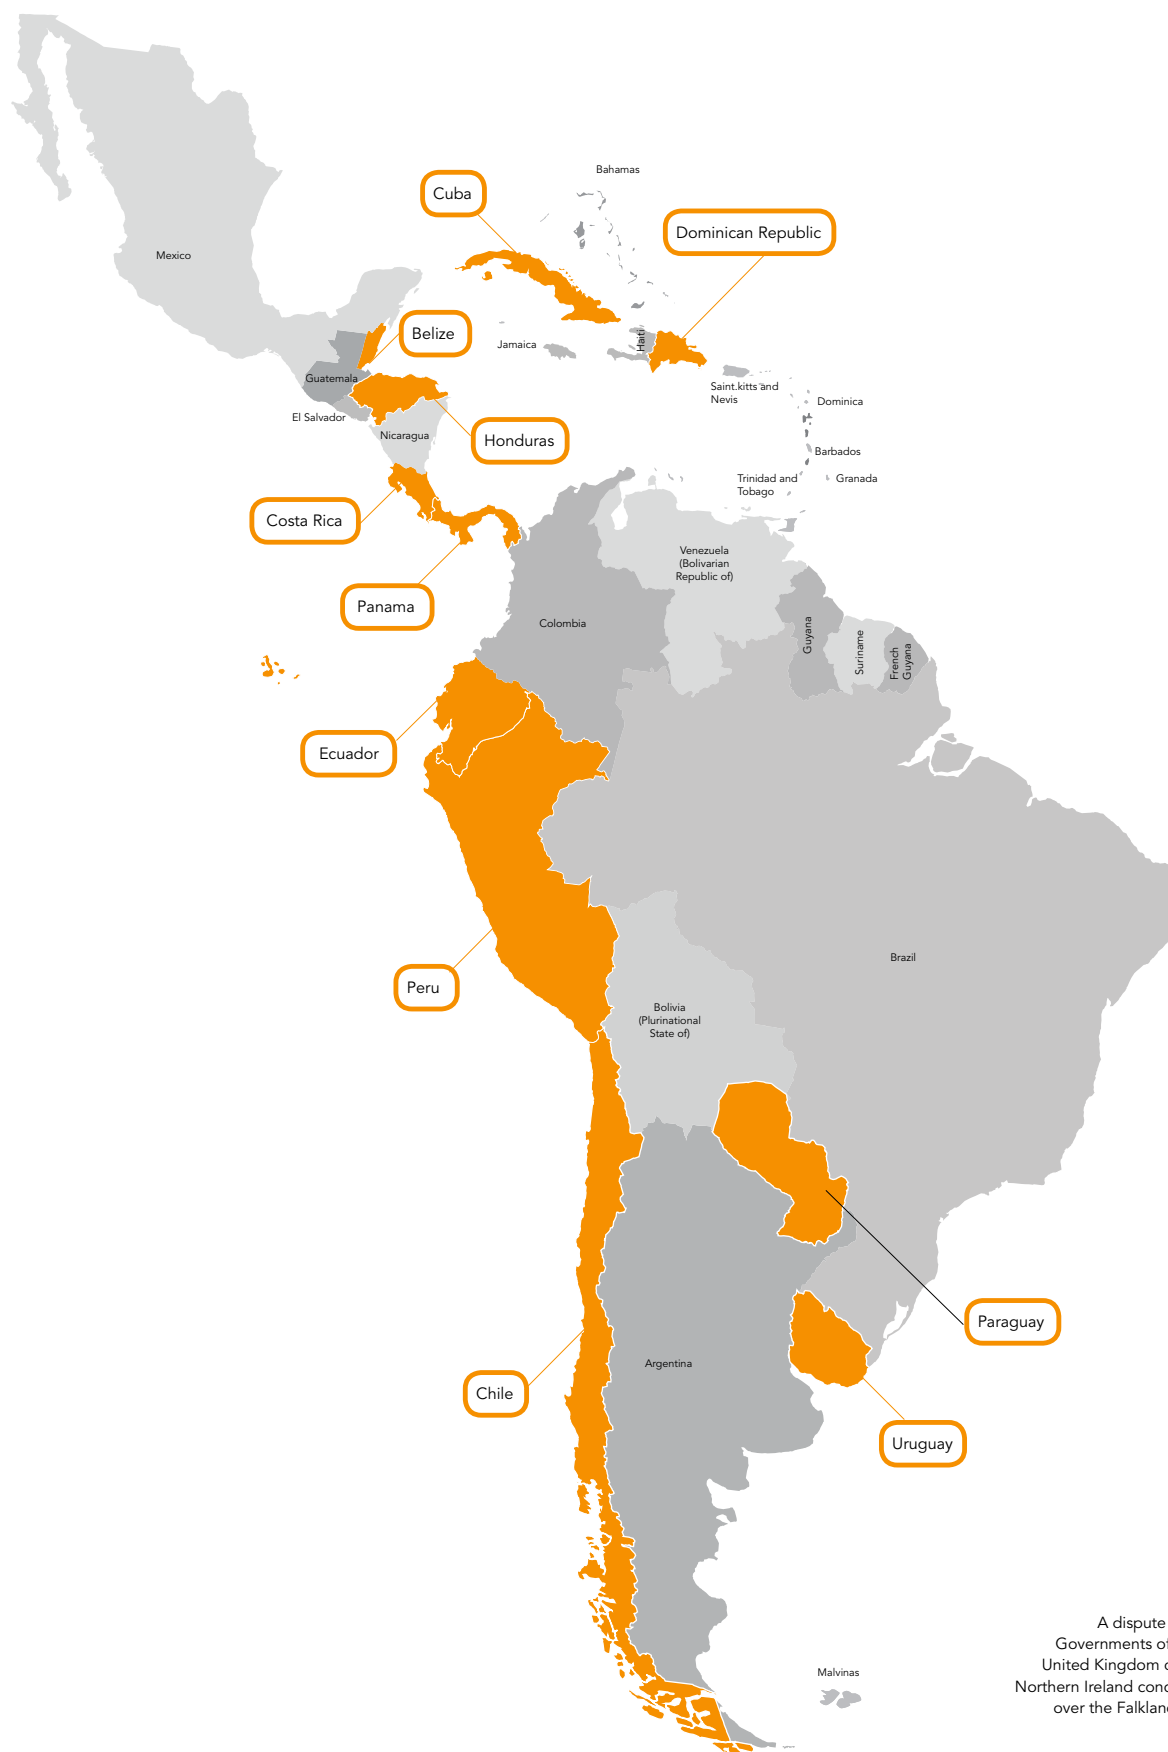 Bahamas
Cuba
Dominican Republic
Mexico
Belize
Jamaica
Haiti
Guatemala
Saint.kitts and
Nevis
Dominica
El Salvador
Nicaragua
Honduras
Barbados
Trinidad and
Tobago
Granada
Costa Rica
Venezuela
(Bolivarian
Republic of)
Panama
Colombia
Guyana
Suriname
French
Guyana
Ecuador
Brazil
Peru
Bolivia
(Plurinational
State of)
Paraguay
Argentina
Chile
Uruguay
A dispute
Governments of
United Kingdom
Northern Ireland
over the
Malvinas